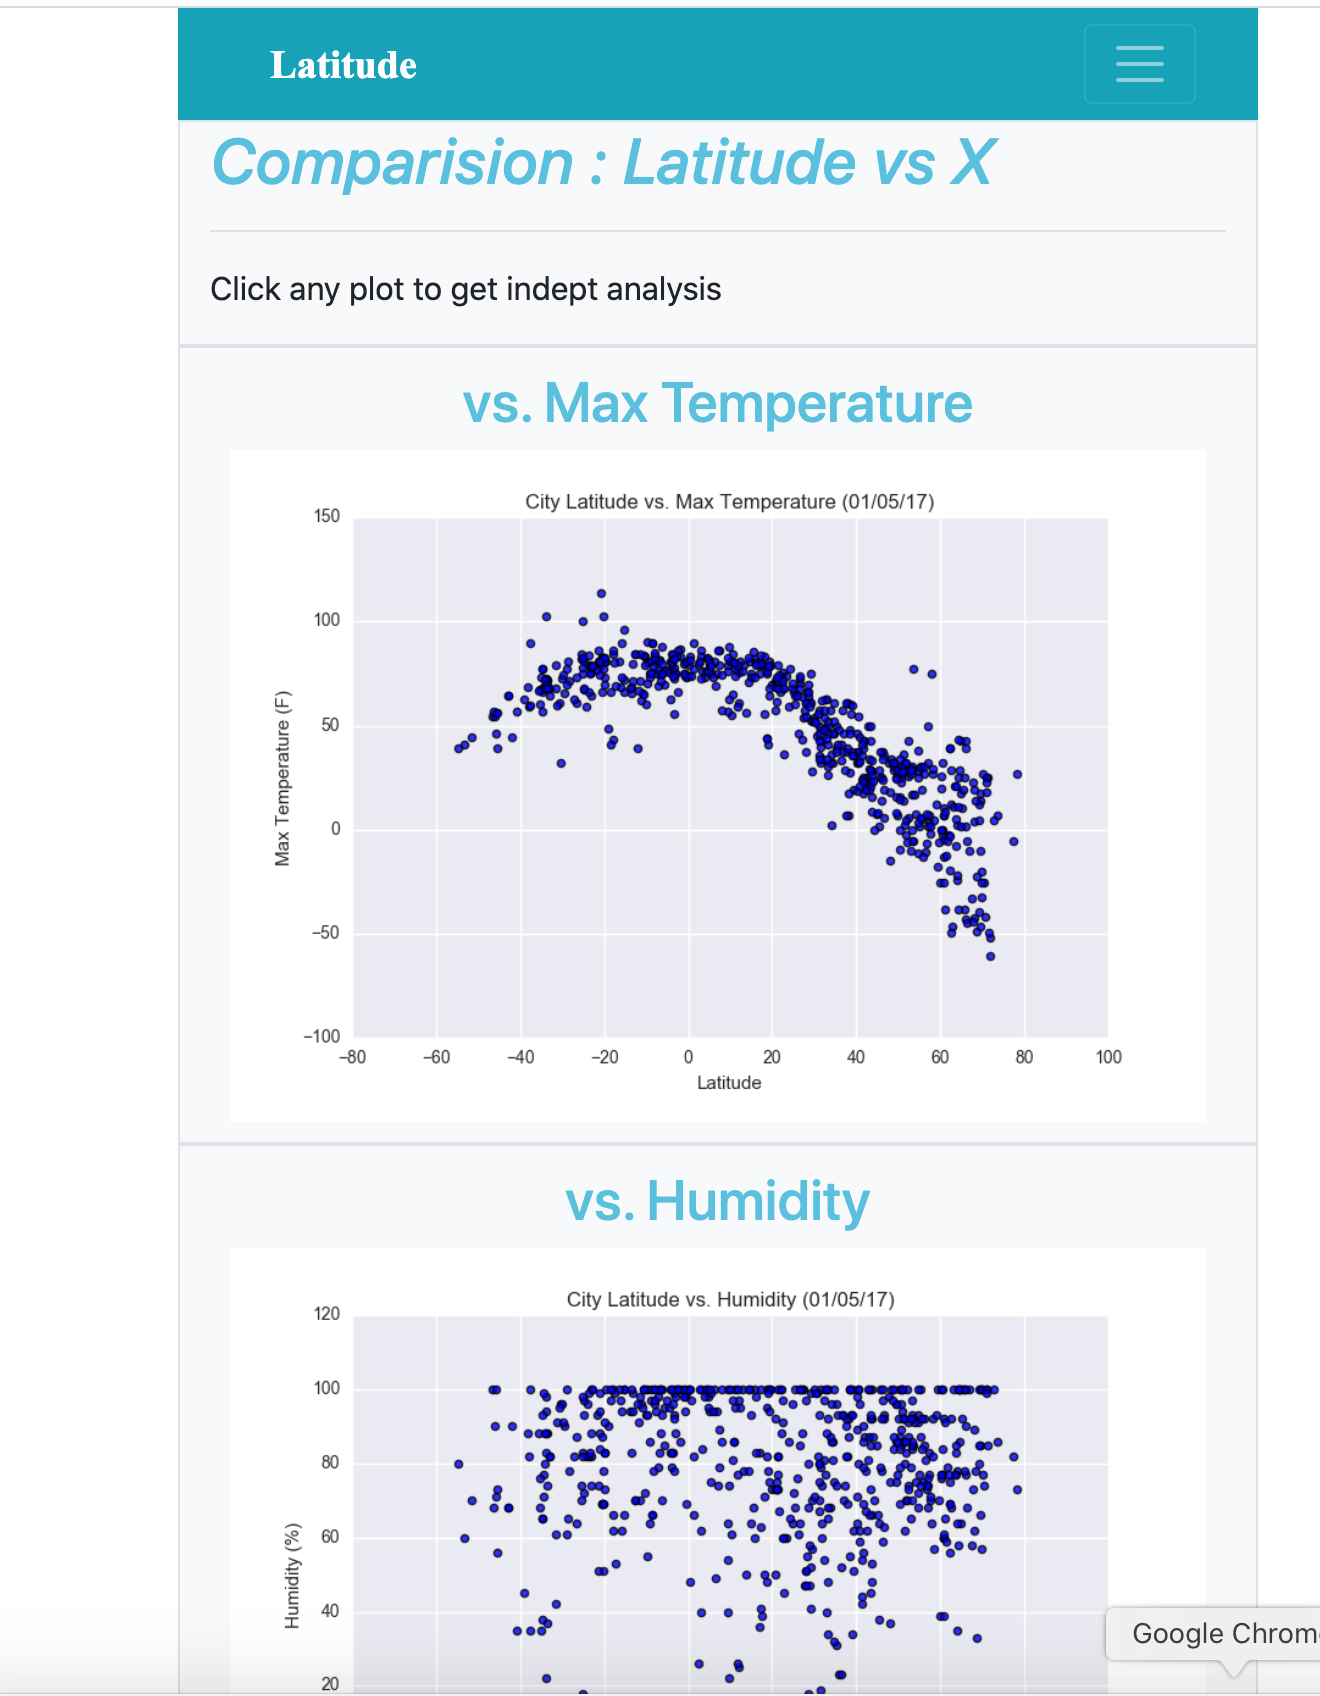 Latitude
Comparision : Latitude vs X
Click any plot to get indept analysis
vs. Max Temperature
City Latitude vs. Max Temperature (01/05/17)
150
100
50
0
−50
−100
Max Temperature (F)
−80 −60 −40 −20 0 20 40 60 80 100
Latitude
vs. Humidity
City Latitude vs. Humidity (01/05/17)
120
100
80
60
40
20
Humidity (%)
Google Chrom